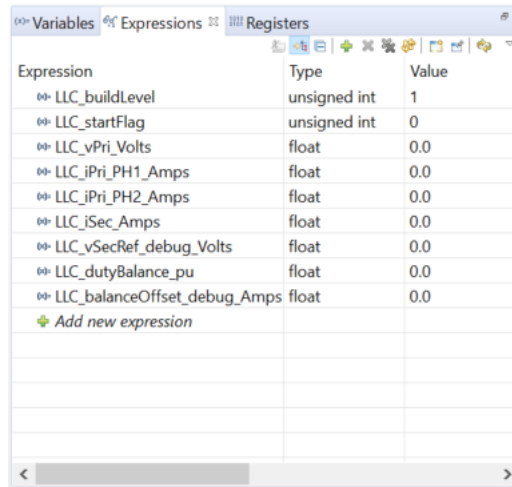 Variables Expressions Registers
Expression Type Value
LLC_buildLevel unsigned int 1
LLC_startFlag unsigned int 0
LLC_vPri_Volts float 0.0
LLC_iPri_PH1_Amps float 0.0
LLC_iPri_PH2_Amps float 0.0
LLC_iSec_Amps float 0.0
LLC_vSecRef_debug_Volts float 0.0
LLC_dutyBalance_pu float 0.0
LLC_balanceOffset_debug_Amps float 0.0
Add new expression